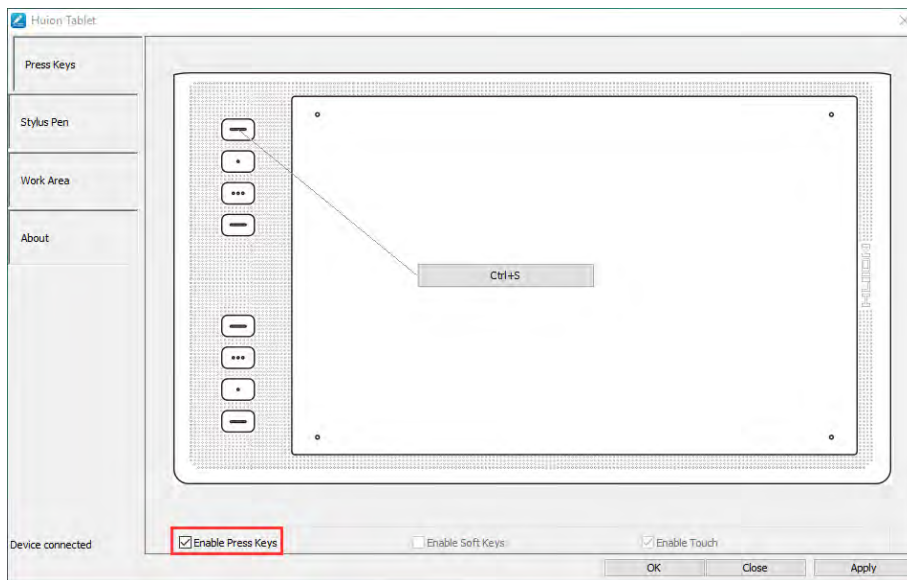 Huion Tablet
Press Keys
Stylus Pen
Work Area
About
Ctrl+S
HUION
Device connected
Enable Press Keys
Enable Soft Keys
Enable Touch
OK
Close
Apply